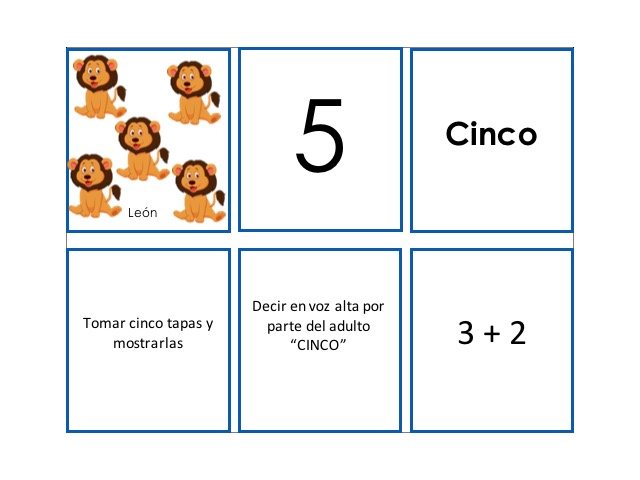 León
5
Cinco
Tomar cinco tapas y
mostrarlas
Decir en voz alta por
parte del adulto
“CINCO”
3 + 2